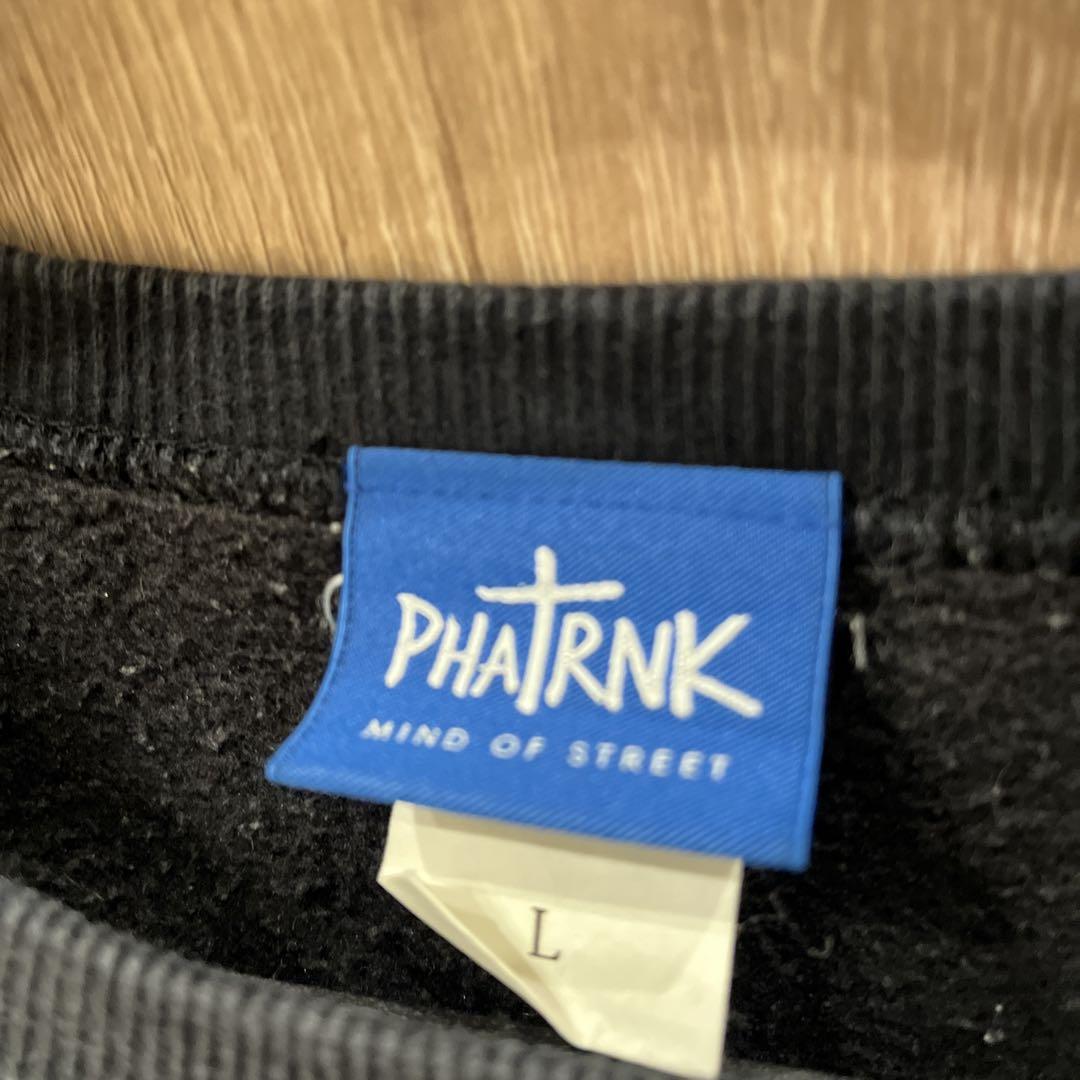 PHATRNK
MIND OF STREET
L